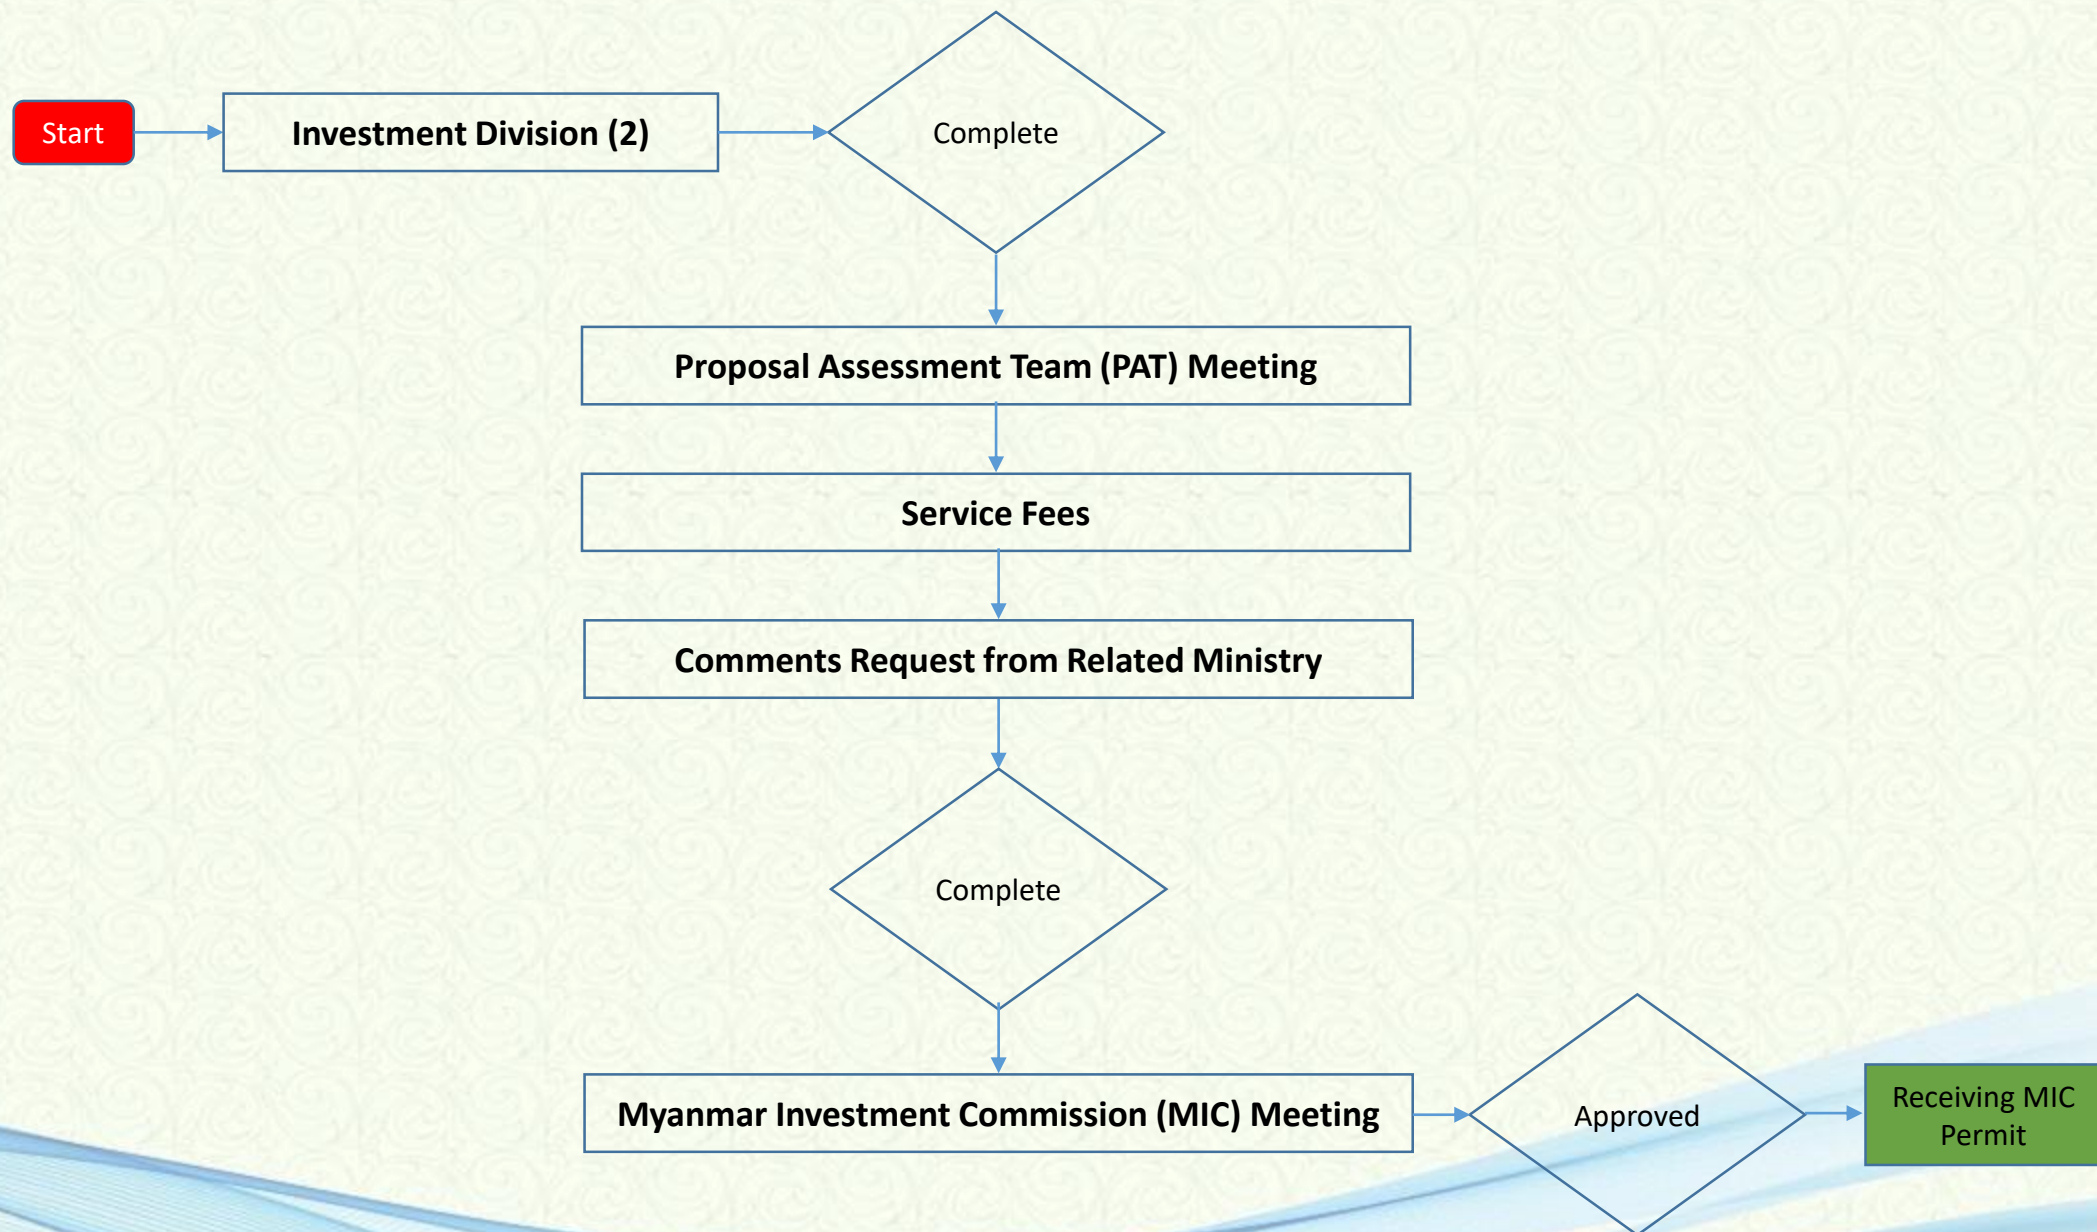 Start
Investment Division (2)
Complete
Proposal Assessment Team (PAT) Meeting
Service Fees
Comments Request from Related Ministry
Complete
Myanmar Investment Commission (MIC) Meeting
Approved
Receiving MIC
Permit